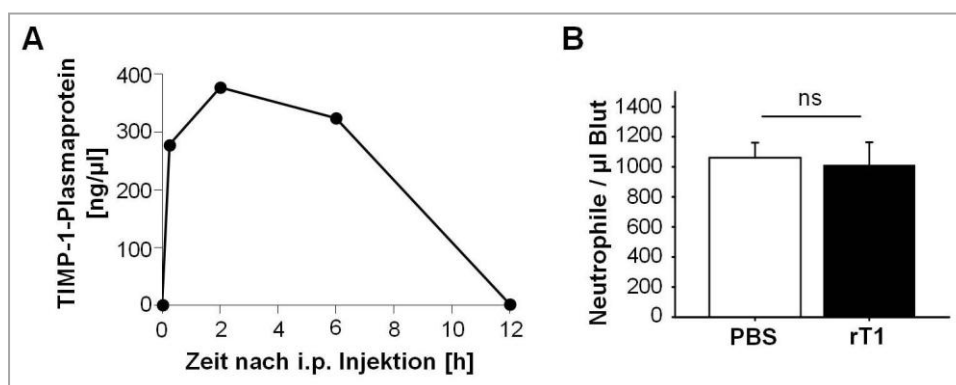 A
TIMP-1-Plasmaprotein
[ng/µl]
400
300
200
100
0
0 2 4 6 8 10 12
Zeit nach i.p. Injektion [h]
B
Neutrophile / µl Blut
1400
1200
1000
800
600
400
200
0
ns
PBS rT1